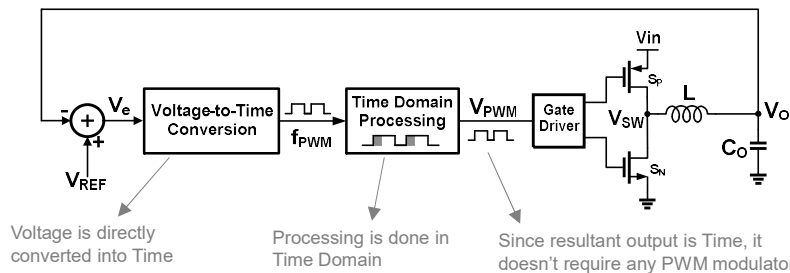 Vin
Sp
L
Vo
Co
VSW
SN
-
+
+
Ve
VREF
Voltage-to-Time
Conversion
fPWM
Time Domain
Processing
VPWM
Gate
Driver
Voltage is directly
converted into Time
Processing is done in
Time Domain
Since resultant output is Time, it
doesn't require any PWM modulator